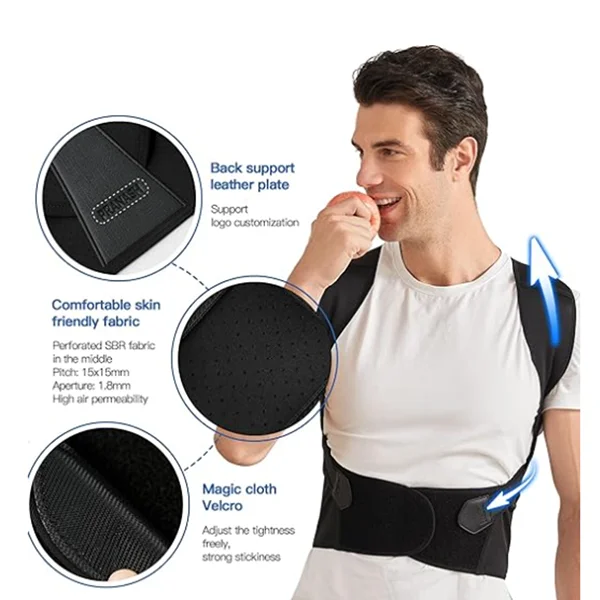 Back support
leather plate
Support
logo customization
Comfortable skin
friendly fabric
Perforated SBR fabric
in the middle
Pitch: 15x15mm
Aperture: 1.8mm
High air permeability
Magic cloth
Velcro
Adjust the tightness
freely,
strong stickiness